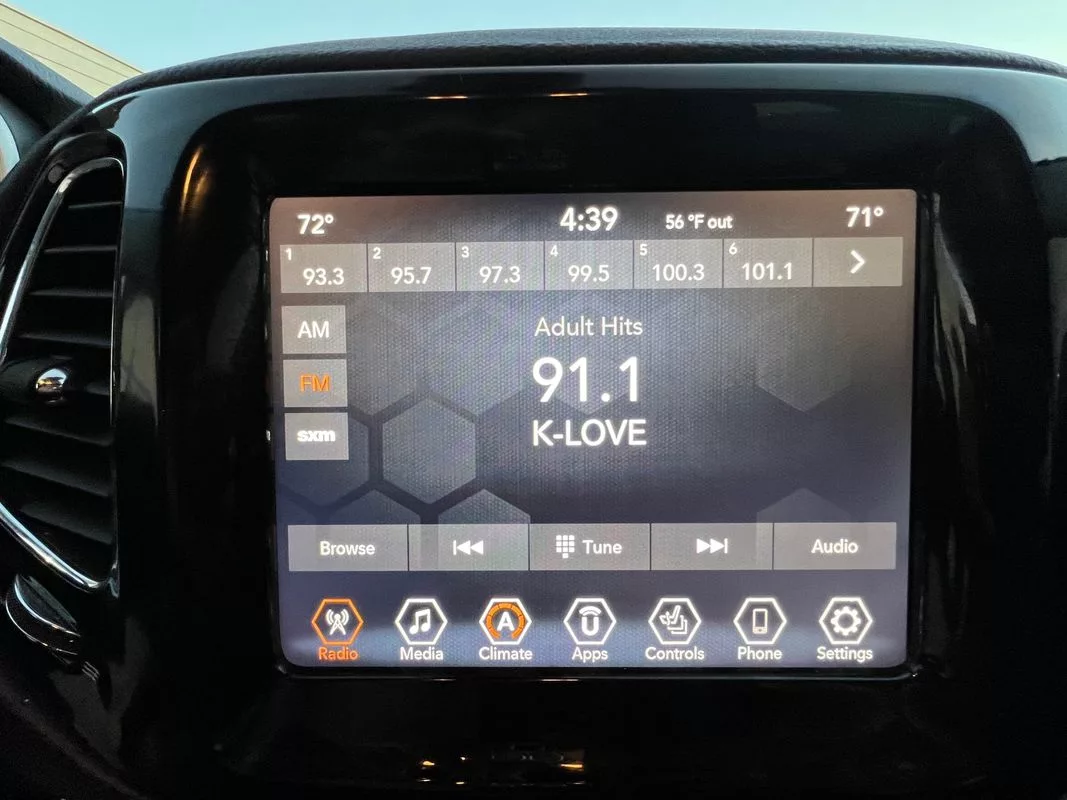 72° 4:39 56 °F out 71°
1 93.3 2 95.7 3 97.3 4 99.5 5 100.3 6 101.1
AM
FM
sxm
Adult Hits
91.1
K-LOVE
Browse Tune Audio
A U
Radio Media Climate Apps Controls Phone Settings